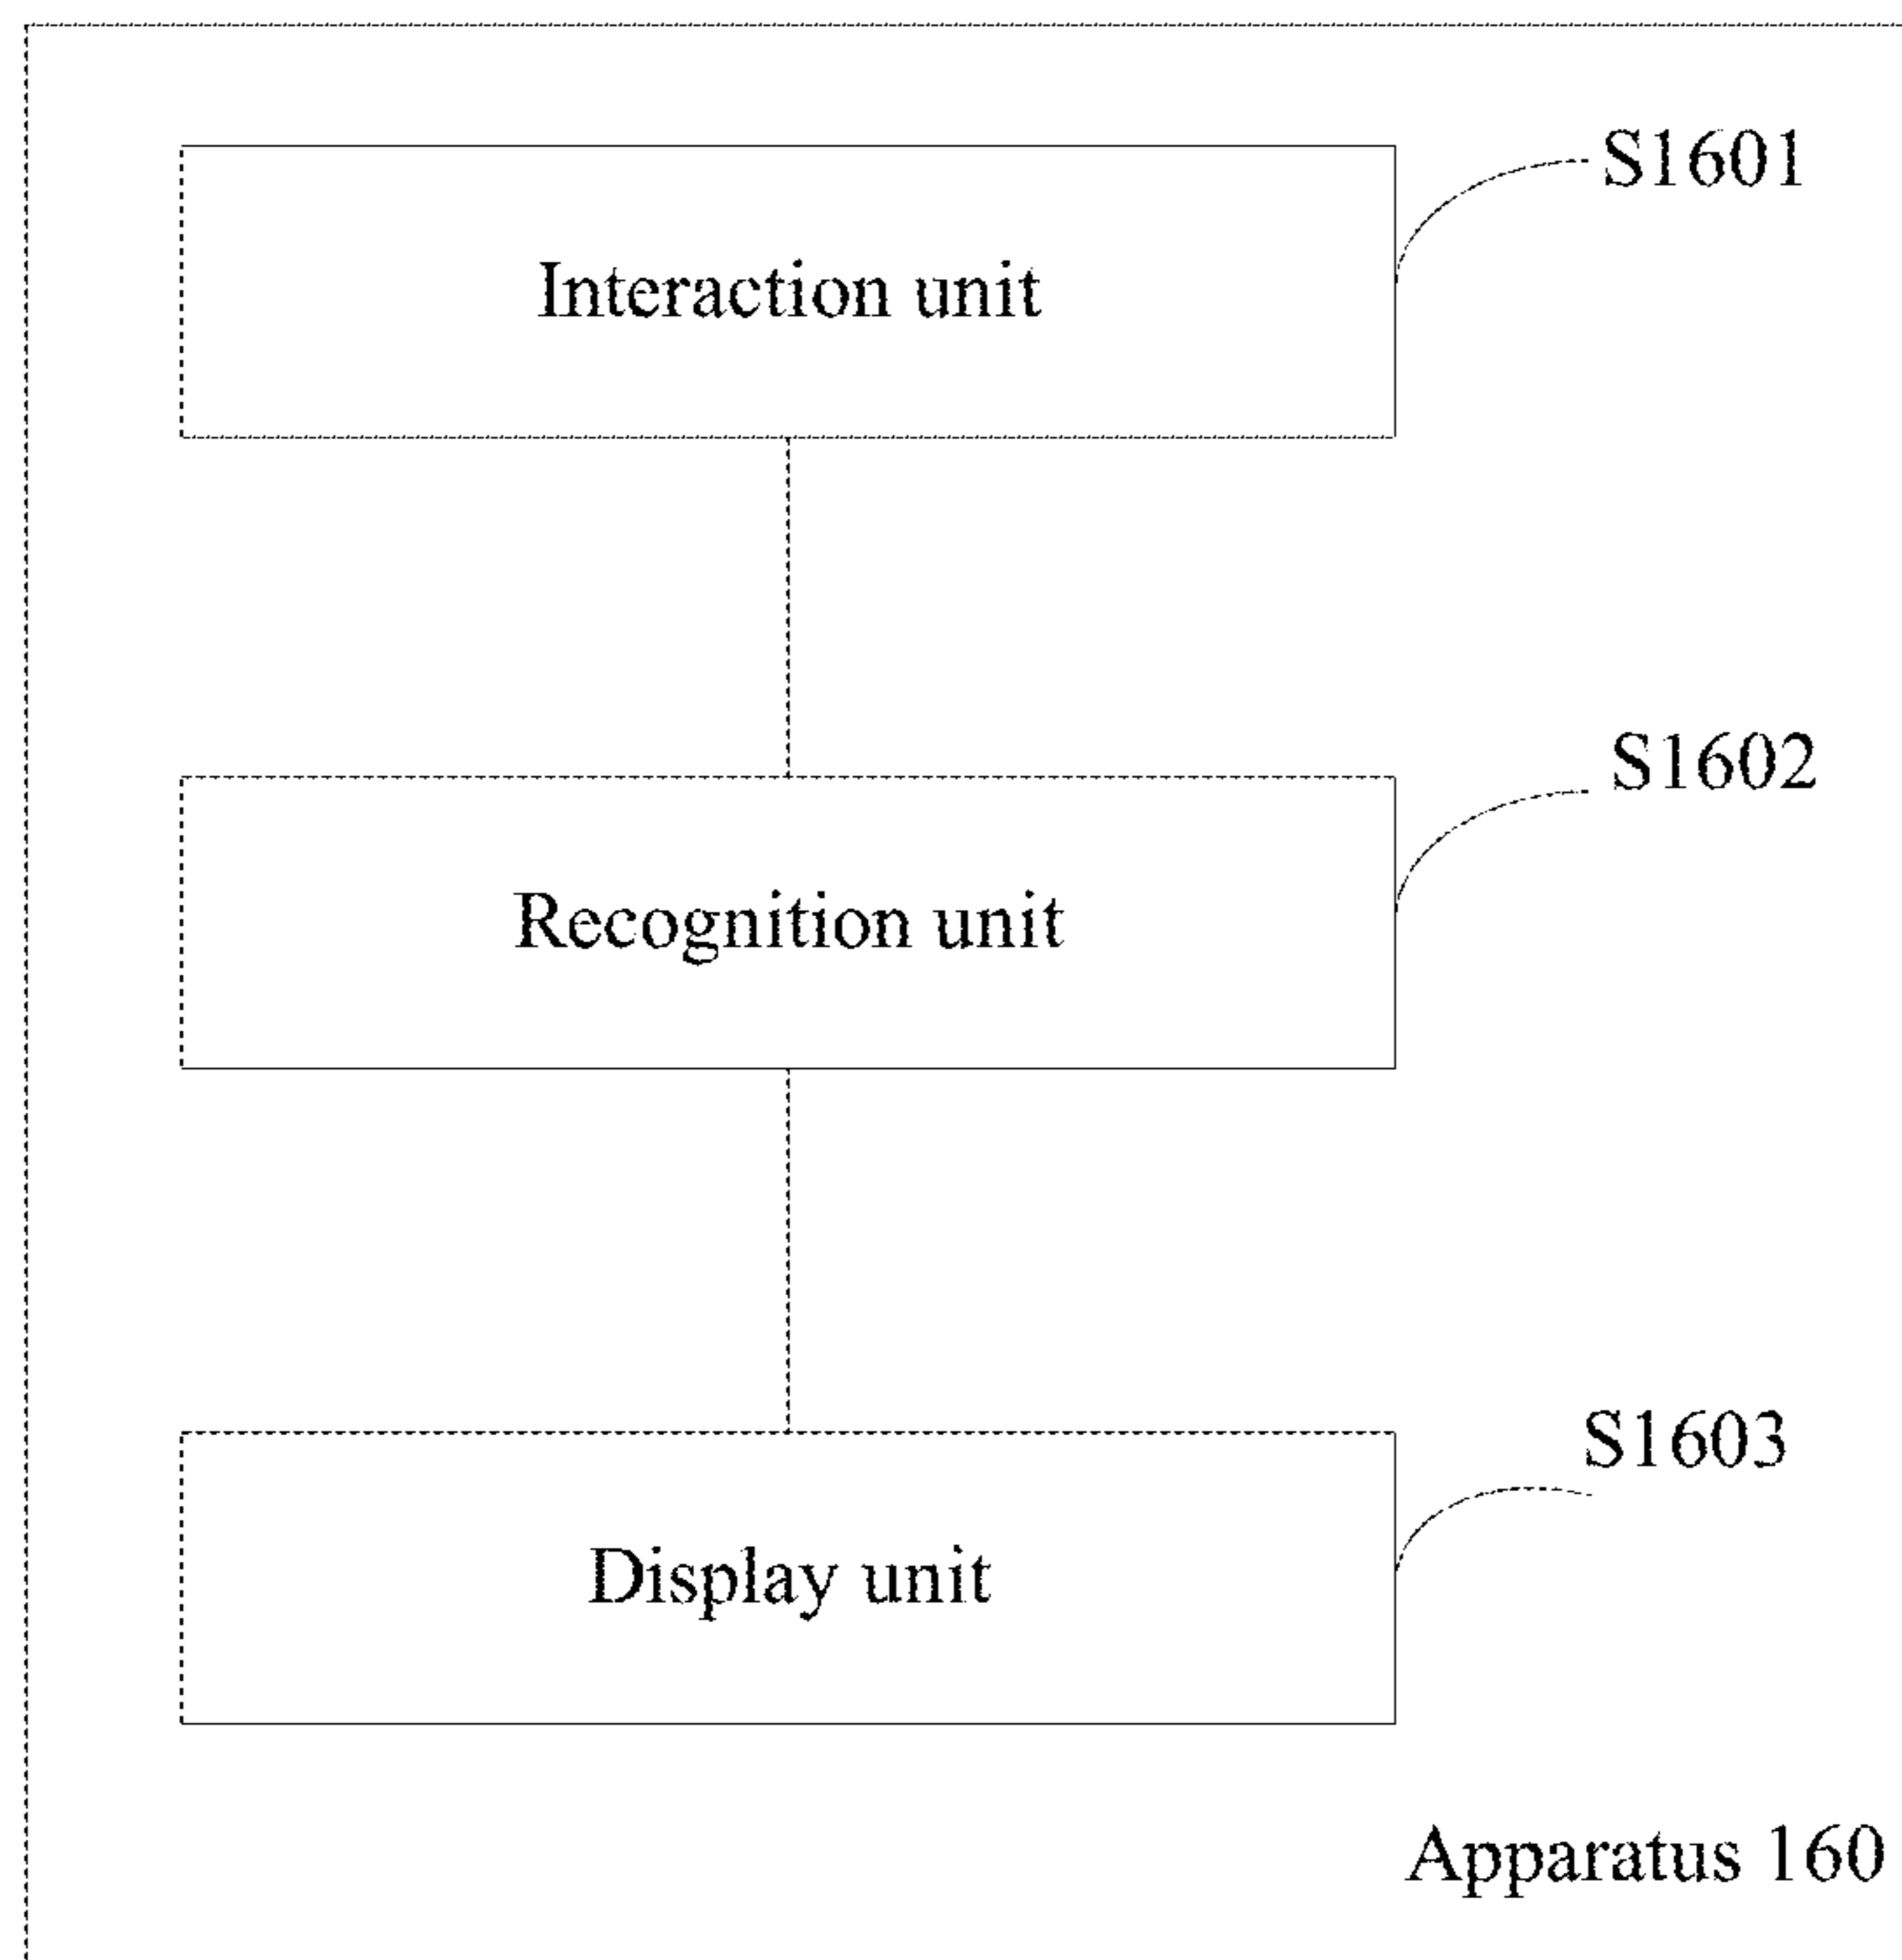 S1601
Interaction unit
S1602
Recognition unit
S1603
Display unit
Apparatus 160